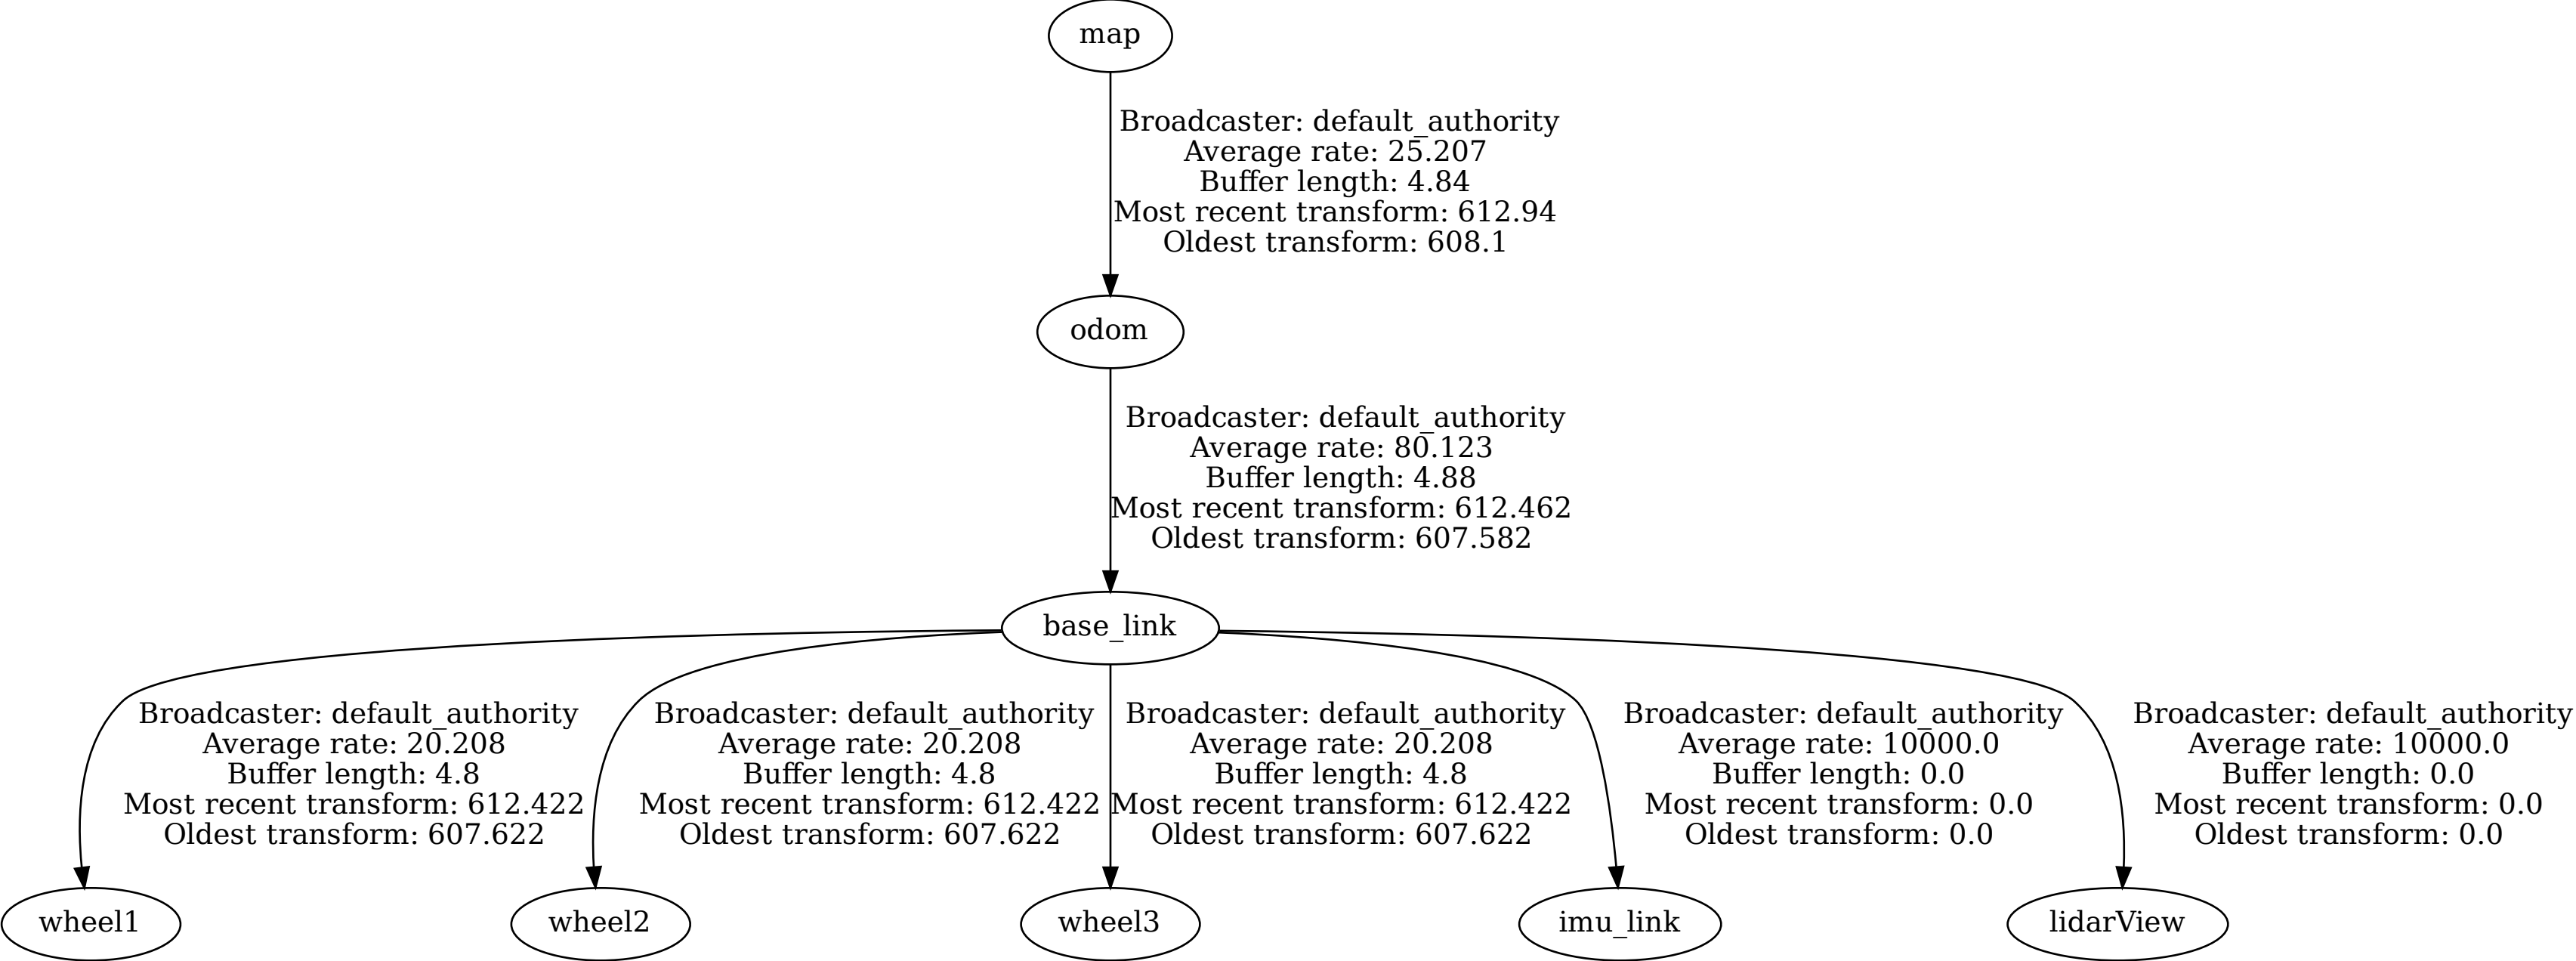 map
Broadcaster: default_authority
Average rate: 25.207
Buffer length: 4.84
Most recent transform: 612.94
Oldest transform: 608.1
odom
Broadcaster: default_authority
Average rate: 80.123
Buffer length: 4.88
Most recent transform: 612.462
Oldest transform: 607.582
base_link
Broadcaster: default_authority
Average rate: 20.208
Buffer length: 4.8
Most recent transform: 612.422
Oldest transform: 607.622
Broadcaster: default_authority
Average rate: 20.208
Buffer length: 4.8
Most recent transform: 612.422
Oldest transform: 607.622
Broadcaster: default_authority
Average rate: 20.208
Buffer length: 4.8
Most recent transform: 612.422
Oldest transform: 607.622
Broadcaster: default_authority
Average rate: 10000.0
Buffer length: 0.0
Most recent transform: 0.0
Oldest transform: 0.0
Broadcaster: default_authority
Average rate: 10000.0
Buffer length: 0.0
Most recent transform: 0.0
Oldest transform: 0.0
wheel1
wheel2
wheel3
imu_link
lidarView